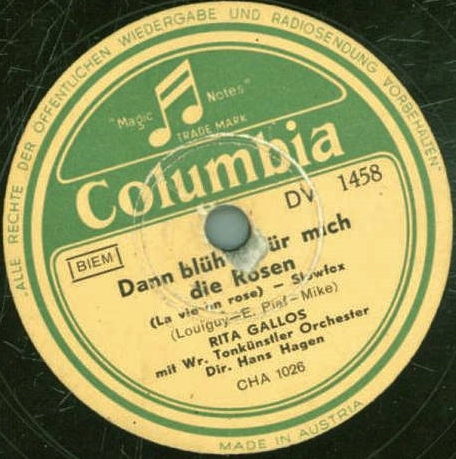 "ALLE RECHTE DER ÖFFENTLICHEN WIEDERGABE UND RADIOSENDUNG VORBEHALTEN"
"Magic Notes"
TRADE MARK
Columbia
DV 1458
BIEM
Dann blüh für mich
die Rosen
(La vie en rose) – Slowfox
(Louiguy—E. Piaf—Mike)
RITA GALLOS
mit Wr. Tonkünstler Orchester
Dir. Hans Hagen
CHA 1026
MADE IN AUSTRIA